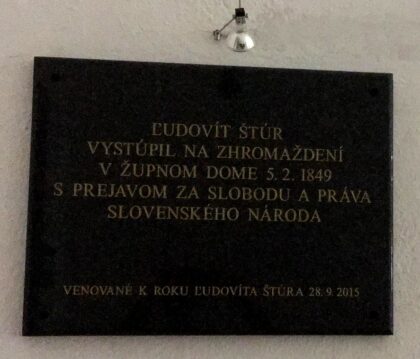 ĽUDOVÍT ŠTÚR
VYSTÚPIL NA ZHROMAŽDENÍ
V ŽUPNOM DOME 5. 2. 1849
S PREJAVOM ZA SLOBODU A PRÁVA
SLOVENSKÉHO NÁRODA
VENOVANÉ K ROKU ĽUDOVÍTA ŠTÚRA 28. 9. 2015